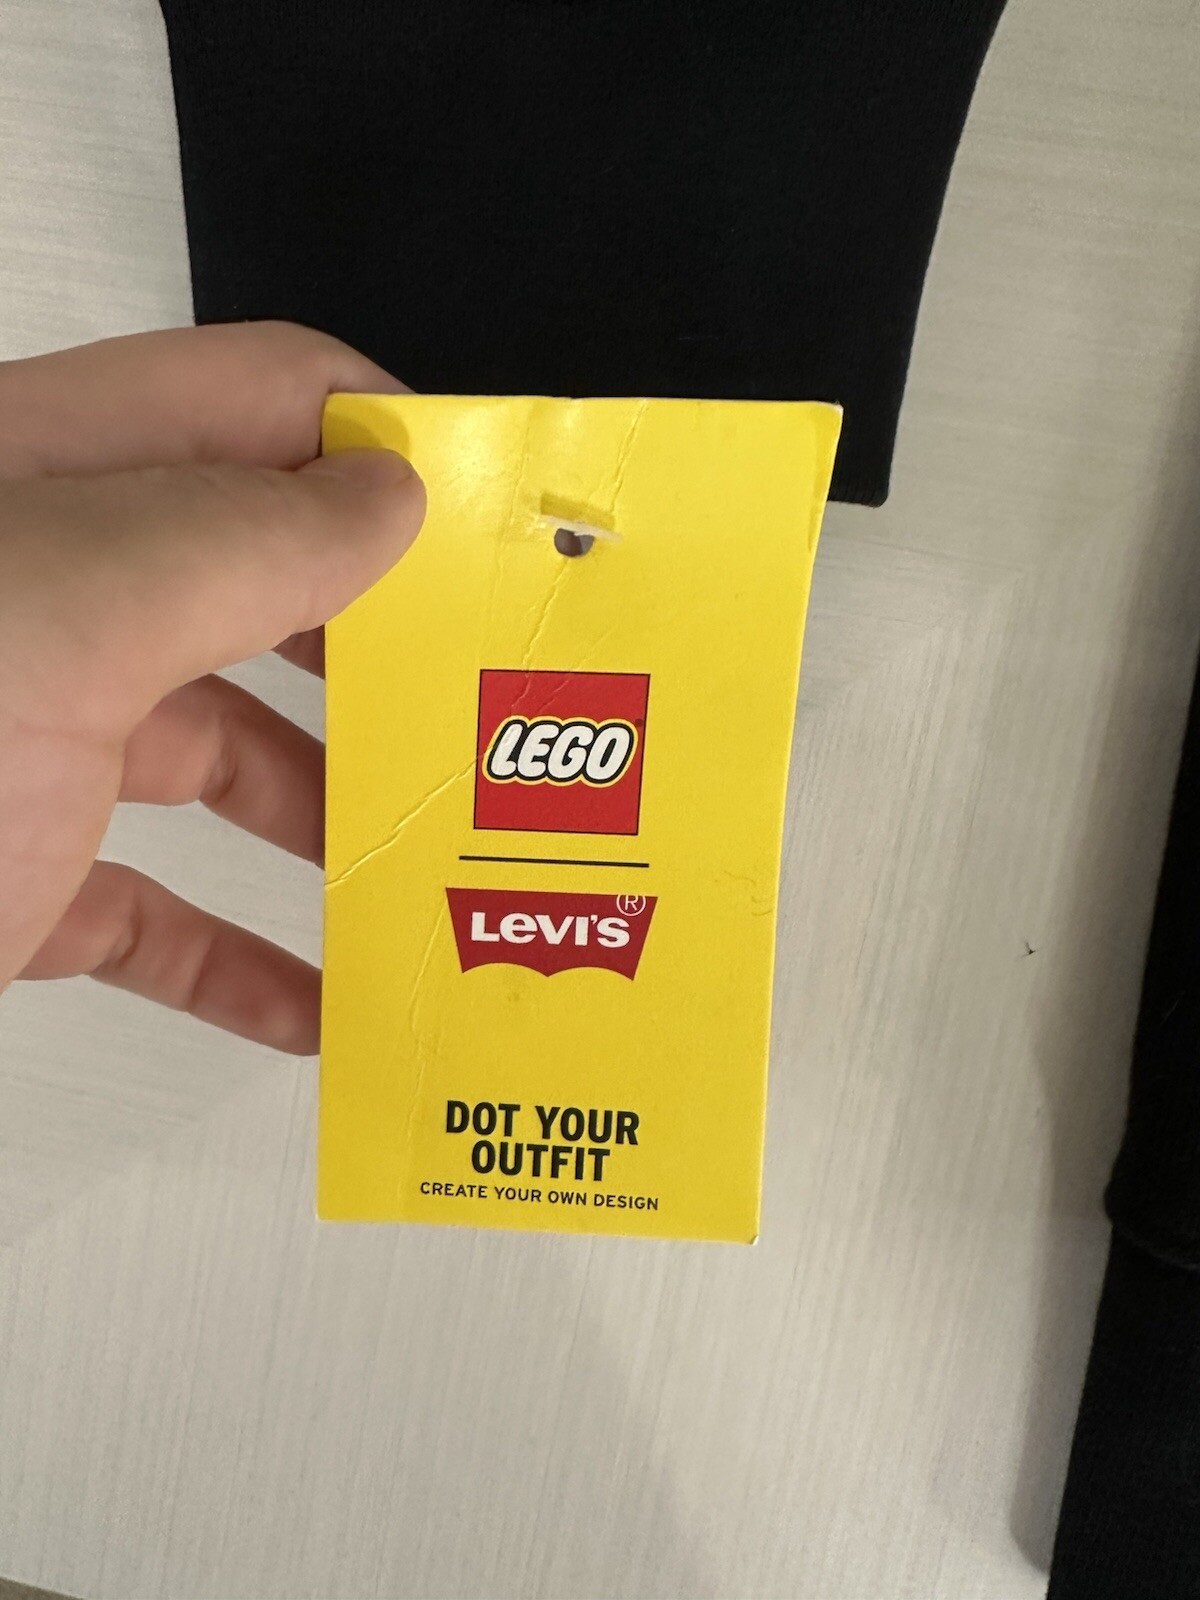 LEGO
LEVI'S®
DOT YOUR
OUTFIT
CREATE YOUR OWN DESIGN